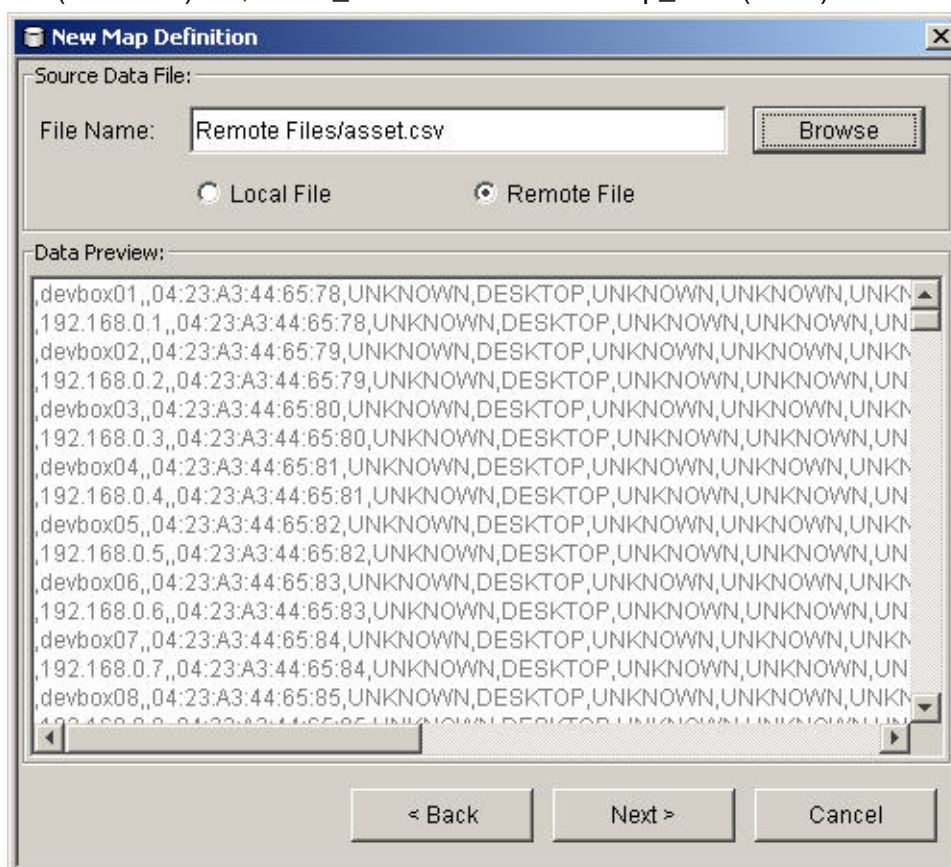 New Map Definition
Source Data File:
File Name: Remote Files/asset.csv Browse
Local File Remote File
Data Preview:
,devbox01,,04:23:A3:44:65:78,UNKNOWN,DESKTOP,UNKNOWN,UNKNOWN,UNKN
,192.168.0.1,,04:23:A3:44:65:78,UNKNOWN,DESKTOP,UNKNOWN,UNKNOWN,UN
,devbox02,,04:23:A3:44:65:79,UNKNOWN,DESKTOP,UNKNOWN,UNKNOWN,UNKN
,192.168.0.2,,04:23:A3:44:65:79,UNKNOWN,DESKTOP,UNKNOWN,UNKNOWN,UN
,devbox03,,04:23:A3:44:65:80,UNKNOWN,DESKTOP,UNKNOWN,UNKNOWN,UNKN
,192.168.0.3,,04:23:A3:44:65:80,UNKNOWN,DESKTOP,UNKNOWN,UNKNOWN,UN
,devbox04,,04:23:A3:44:65:81,UNKNOWN,DESKTOP,UNKNOWN,UNKNOWN,UNKN
,192.168.0.4,,04:23:A3:44:65:81,UNKNOWN,DESKTOP,UNKNOWN,UNKNOWN,UN
,devbox05,,04:23:A3:44:65:82,UNKNOWN,DESKTOP,UNKNOWN,UNKNOWN,UNKN
,192.168.0.5,,04:23:A3:44:65:82,UNKNOWN,DESKTOP,UNKNOWN,UNKNOWN,UN
,devbox06,,04:23:A3:44:65:83,UNKNOWN,DESKTOP,UNKNOWN,UNKNOWN,UNKN
,192.168.0.6,,04:23:A3:44:65:83,UNKNOWN,DESKTOP,UNKNOWN,UNKNOWN,UN
,devbox07,,04:23:A3:44:65:84,UNKNOWN,DESKTOP,UNKNOWN,UNKNOWN,UNKN
,192.168.0.7,,04:23:A3:44:65:84,UNKNOWN,DESKTOP,UNKNOWN,UNKNOWN,UN
,devbox08,,04:23:A3:44:65:85,UNKNOWN,DESKTOP,UNKNOWN,UNKNOWN,UNKN
< Back Next > Cancel